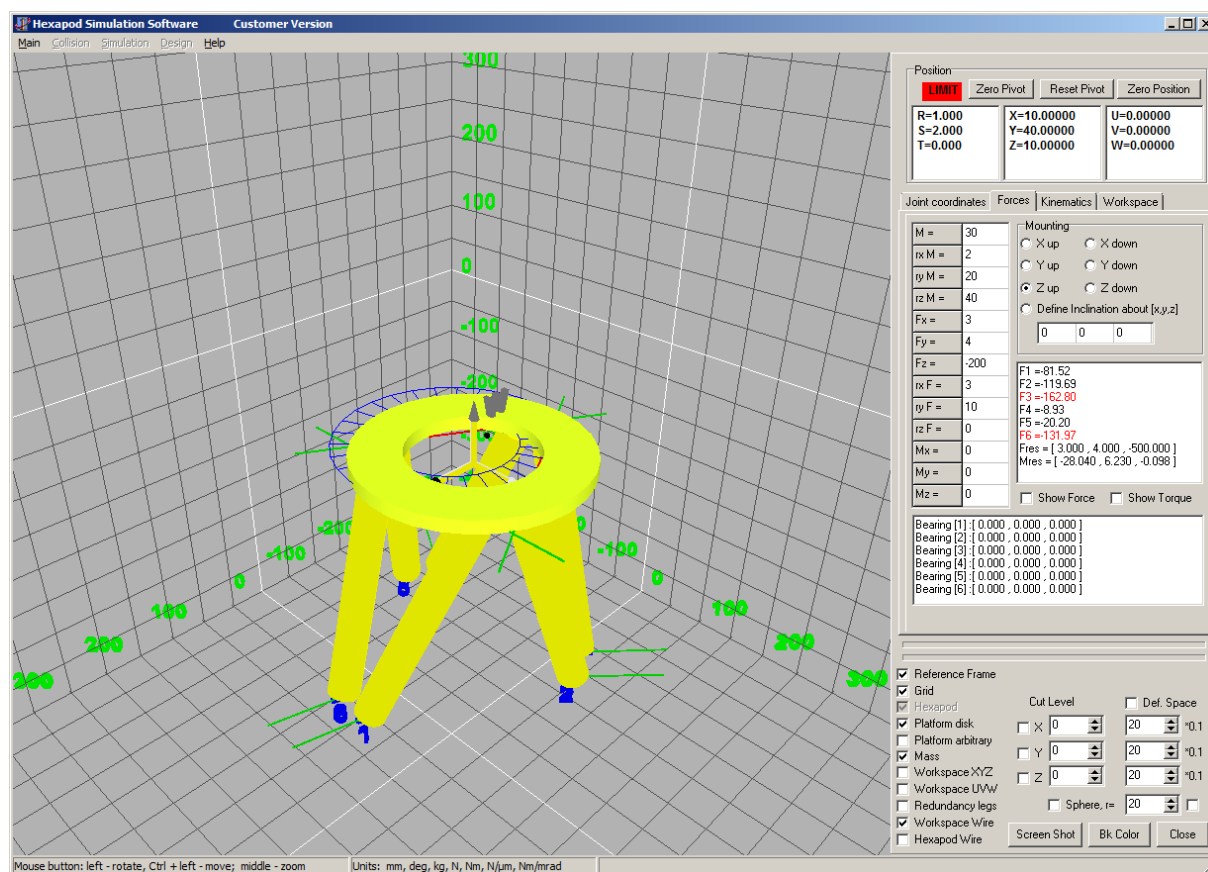 Hexapod Simulation Software Customer Version
Main Collision Simulation Design Help
300
200
100
0
-100
-200
-200
-100
0
100
200
300
-100
0
100
200
300
6
1
2
Position
LIMIT Zero Pivot Reset Pivot Zero Position
R=1.000 X=10.00000 U=0.00000
S=2.000 Y=40.00000 V=0.00000
T=0.000 Z=10.00000 W=0.00000
Joint coordinates Forces Kinematics Workspace
M = 30
rx M = 2
ry M = 20
rz M = 40
Fx = 3
Fy = 4
Fz = -200
rx F = 3
ry F = 10
rz F = 0
Mx = 0
My = 0
Mz = 0
Mounting
X up X down
Y up Y down
Z up Z down
Define Inclination about [x,y,z]
0 0 0
F1 =-81.52
F2 =-119.69
F3 =-162.80
F4 =-8.93
F5 =-20.20
F6 =-131.97
Fres = [ 3.000 , 4.000 , -500.000 ]
Mres = [ -28.040 , 6.230 , -0.098 ]
Show Force Show Torque
Bearing [1] :[ 0.000 , 0.000 , 0.000 ]
Bearing [2] :[ 0.000 , 0.000 , 0.000 ]
Bearing [3] :[ 0.000 , 0.000 , 0.000 ]
Bearing [4] :[ 0.000 , 0.000 , 0.000 ]
Bearing [5] :[ 0.000 , 0.000 , 0.000 ]
Bearing [6] :[ 0.000 , 0.000 , 0.000 ]
Reference Frame
Grid
Hexapod
Platform disk
Platform arbitrary
Mass
Workspace XYZ
Workspace UVW
Redundancy legs
Workspace Wire
Hexapod Wire
Cut Level Def. Space
X 0 20 *0.1
Y 0 20 *0.1
Z 0 20 *0.1
Sphere, r= 20
Screen Shot Bk Color Close
Mouse button: left - rotate, Ctrl + left - move; middle - zoom
Units: mm, deg, kg, N, Nm, N/µm, Nm/mrad